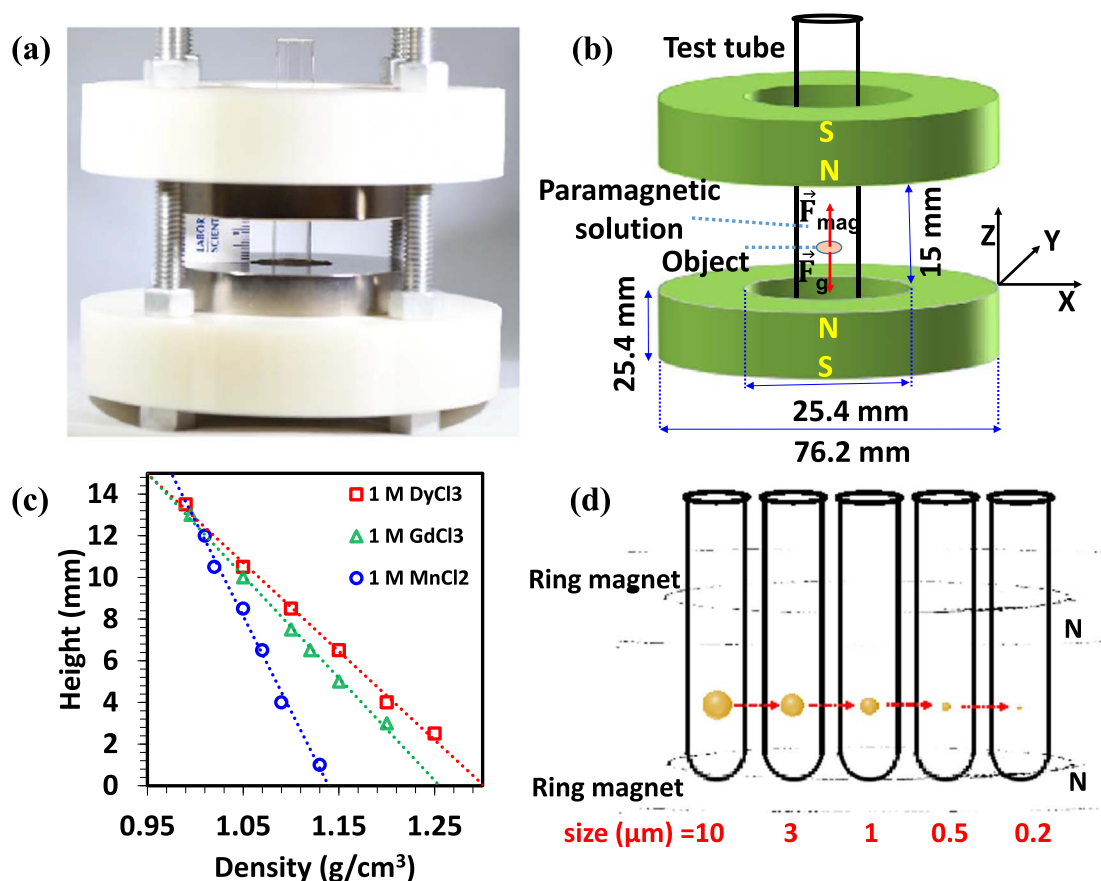 (a)
LABOR
SCIENT
(b)
Test tube
S
N
Paramagnetic
solution
F⃗mag
Object
F⃗g
15 mm
Z
Y
X
N
S
25.4 mm
25.4 mm
76.2 mm
(c)
Height (mm)
14
12
10
8
6
4
2
0
1 M DyCl3
1 M GdCl3
1 M MnCl2
0.95
1.05
1.15
1.25
Density (g/cm³)
(d)
Ring magnet
N
Ring magnet
N
size (μm) =10 3 1 0.5 0.2